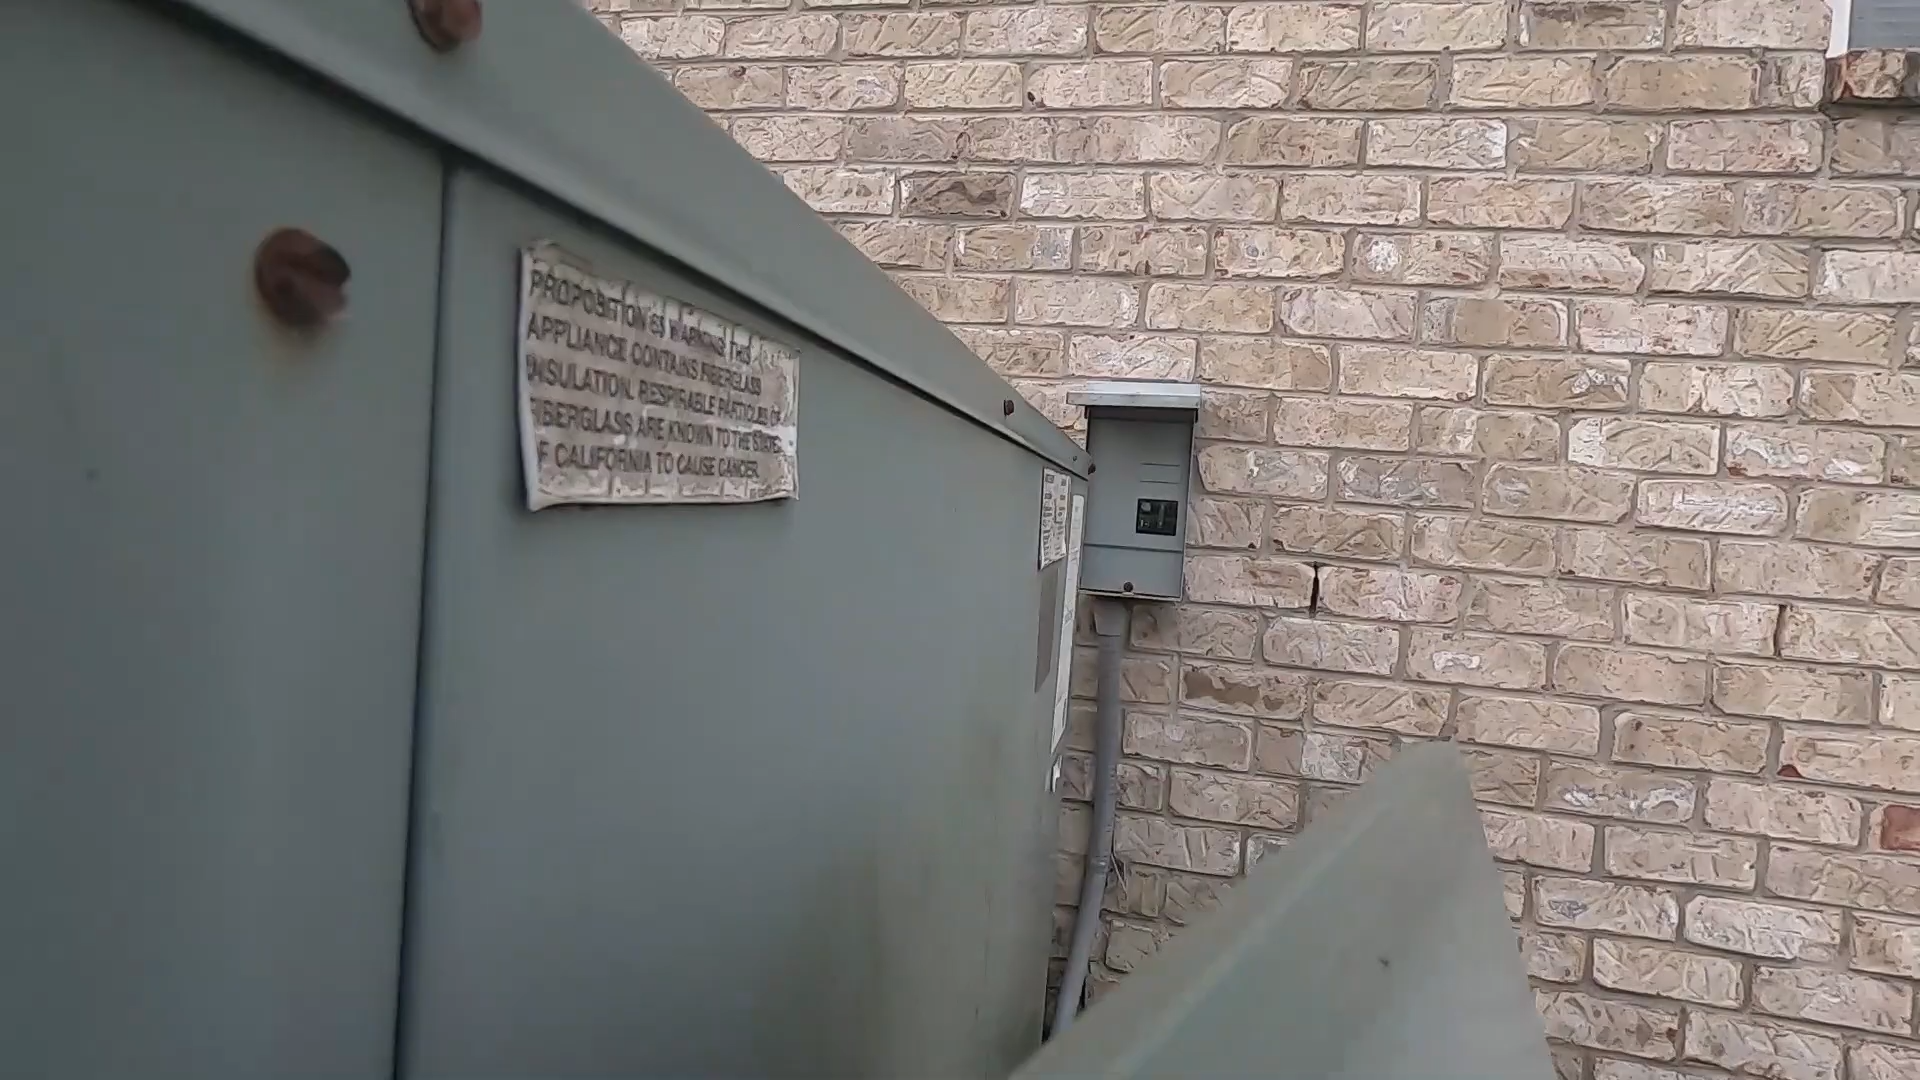 PROPOSITION 65 WARNING: THIS
APPLIANCE CONTAINS FIBERGLASS
INSULATION. RESPIRABLE PARTICLES OF
FIBERGLASS ARE KNOWN TO THE STATE
OF CALIFORNIA TO CAUSE CANCER.